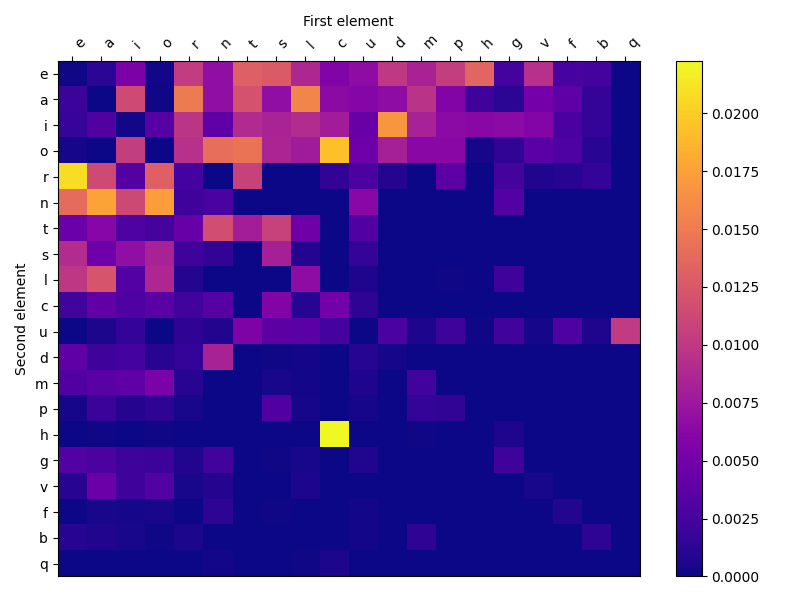 First element
e a i o r n t s l c u d m p h g v f b q
Second element
e
a
i
o
r
n
t
s
l
c
u
d
m
p
h
g
v
f
b
q
0.0200
0.0175
0.0150
0.0125
0.0100
0.0075
0.0050
0.0025
0.0000